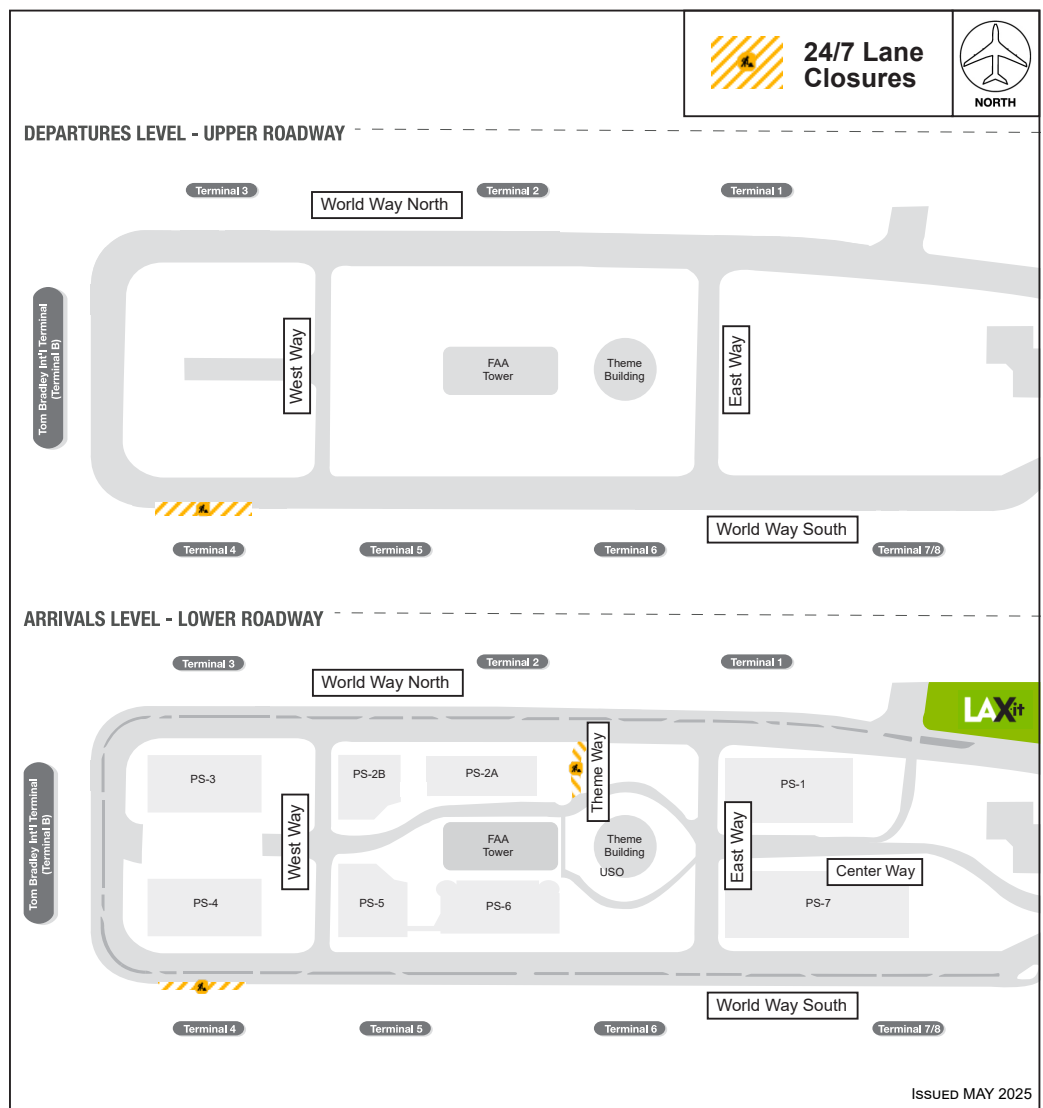 24/7 Lane
Closures
NORTH
DEPARTURES LEVEL - UPPER ROADWAY
Terminal 3
Terminal 2
Terminal 1
World Way North
Tom Bradley Int'l Terminal
(Terminal B)
West Way
FAA
Tower
Theme
Building
East Way
World Way South
Terminal 4
Terminal 5
Terminal 6
Terminal 7/8
ARRIVALS LEVEL - LOWER ROADWAY
Terminal 3
Terminal 2
Terminal 1
World Way North
LAX-it
Theme Way
PS-3
PS-2B
PS-2A
PS-1
Tom Bradley Int'l Terminal
(Terminal B)
West Way
FAA
Tower
Theme
Building
USO
East Way
Center Way
PS-4
PS-5
PS-6
PS-7
World Way South
Terminal 4
Terminal 5
Terminal 6
Terminal 7/8
ISSUED MAY 2025